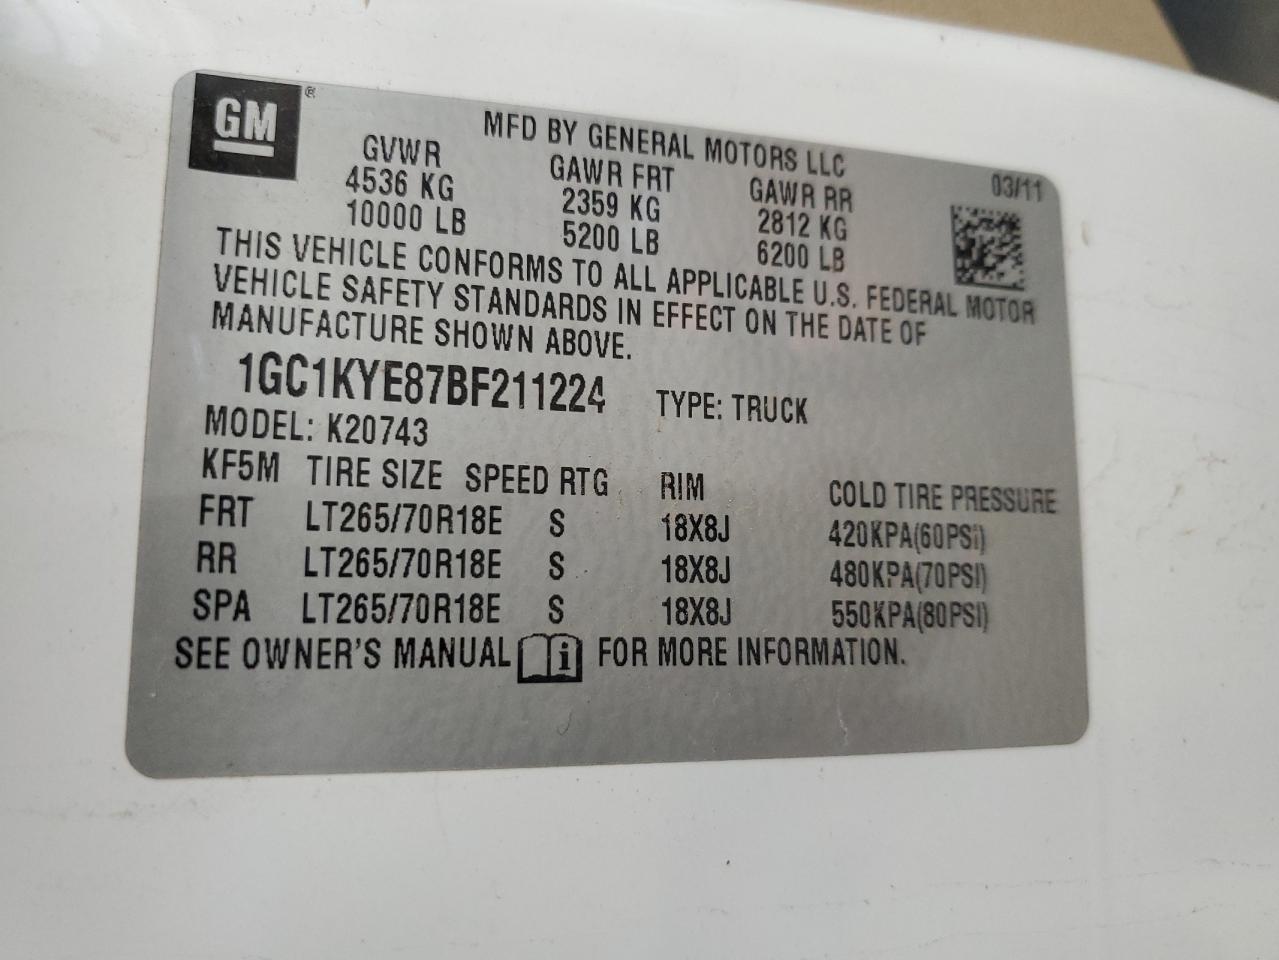 GM ®
MFD BY GENERAL MOTORS LLC
GVWR GAWR FRT GAWR RR 03/11
4536 KG 2359 KG 2812 KG
10000 LB 5200 LB 6200 LB
THIS VEHICLE CONFORMS TO ALL APPLICABLE U.S. FEDERAL MOTOR
VEHICLE SAFETY STANDARDS IN EFFECT ON THE DATE OF
MANUFACTURE SHOWN ABOVE.
1GC1KYE87BF211224 TYPE: TRUCK
MODEL: K20743
KF5M TIRE SIZE SPEED RTG RIM COLD TIRE PRESSURE
FRT LT265/70R18E S 18X8J 420KPA(60PSI)
RR LT265/70R18E S 18X8J 480KPA(70PSI)
SPA LT265/70R18E S 18X8J 550KPA(80PSI)
SEE OWNER'S MANUAL i FOR MORE INFORMATION.